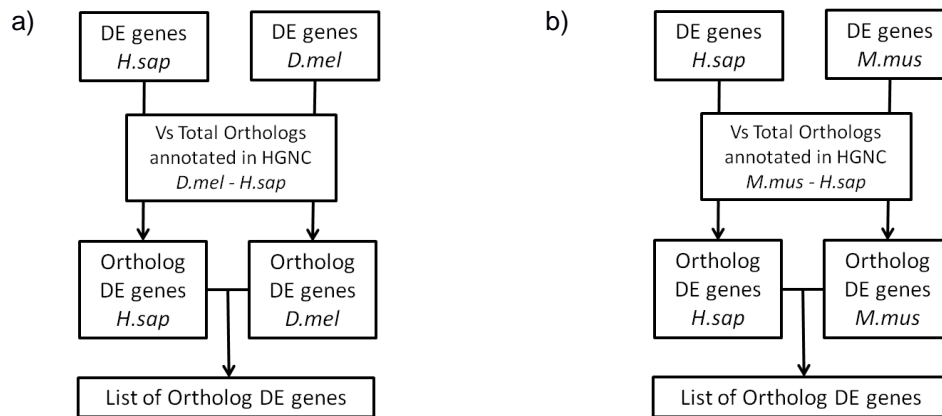 a)
DE genes
H.sap
DE genes
D.mel
Vs Total Orthologs
annotated in HGNC
D.mel - H.sap
Ortholog
DE genes
H.sap
Ortholog
DE genes
D.mel
List of Ortholog DE genes
b)
DE genes
H.sap
DE genes
M.mus
Vs Total Orthologs
annotated in HGNC
M.mus - H.sap
Ortholog
DE genes
H.sap
Ortholog
DE genes
M.mus
List of Ortholog DE genes